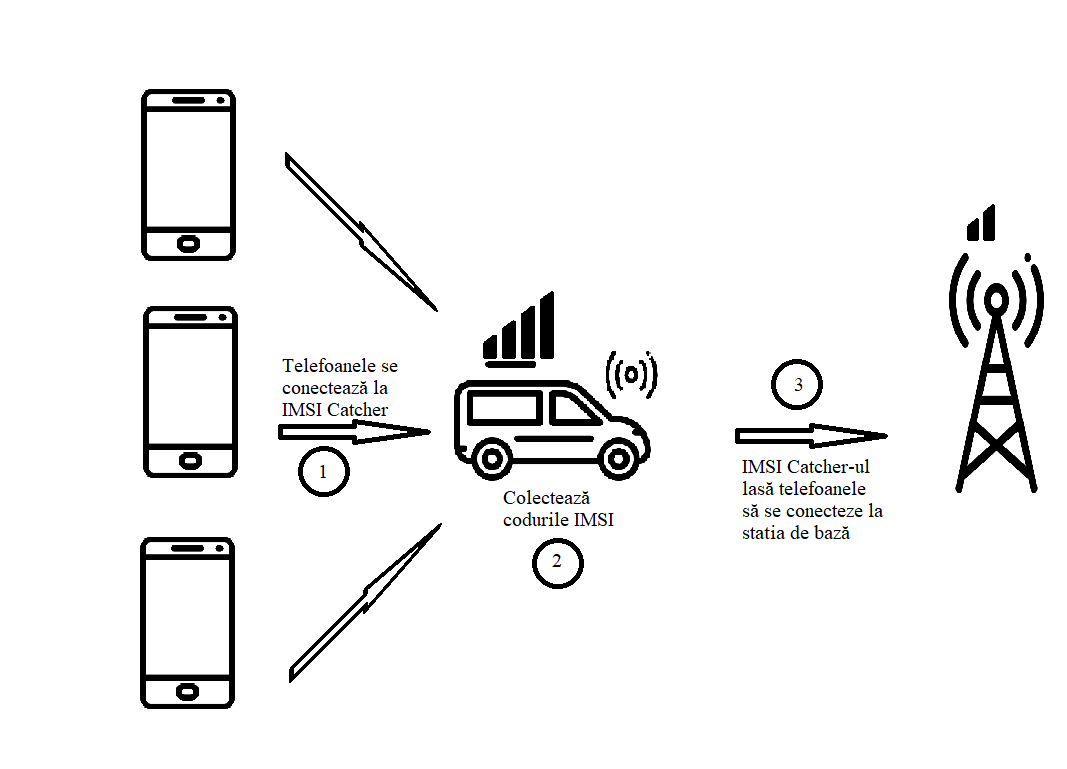 Telefoanele se
conectează la
IMSI Catcher
1
Colectează
codurile IMSI
2
3
IMSI Catcher-ul
lasă telefoanele
să se conecteze la
statia de bază